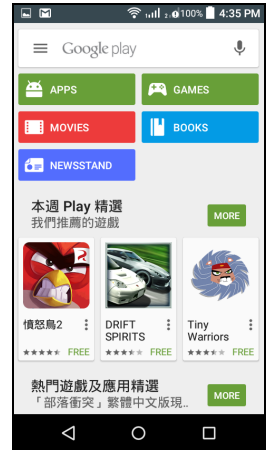 100% 4:35 PM
Google play
APPS
GAMES
MOVIES
BOOKS
NEWSSTAND
本週 Play 精選
我們推薦的遊戲
MORE
憤怒鳥2
DRIFT
SPIRITS
Tiny
Warriors
FREE
FREE
FREE
熱門遊戲及應用精選
「部落衝突」繁體中文版現..
MORE